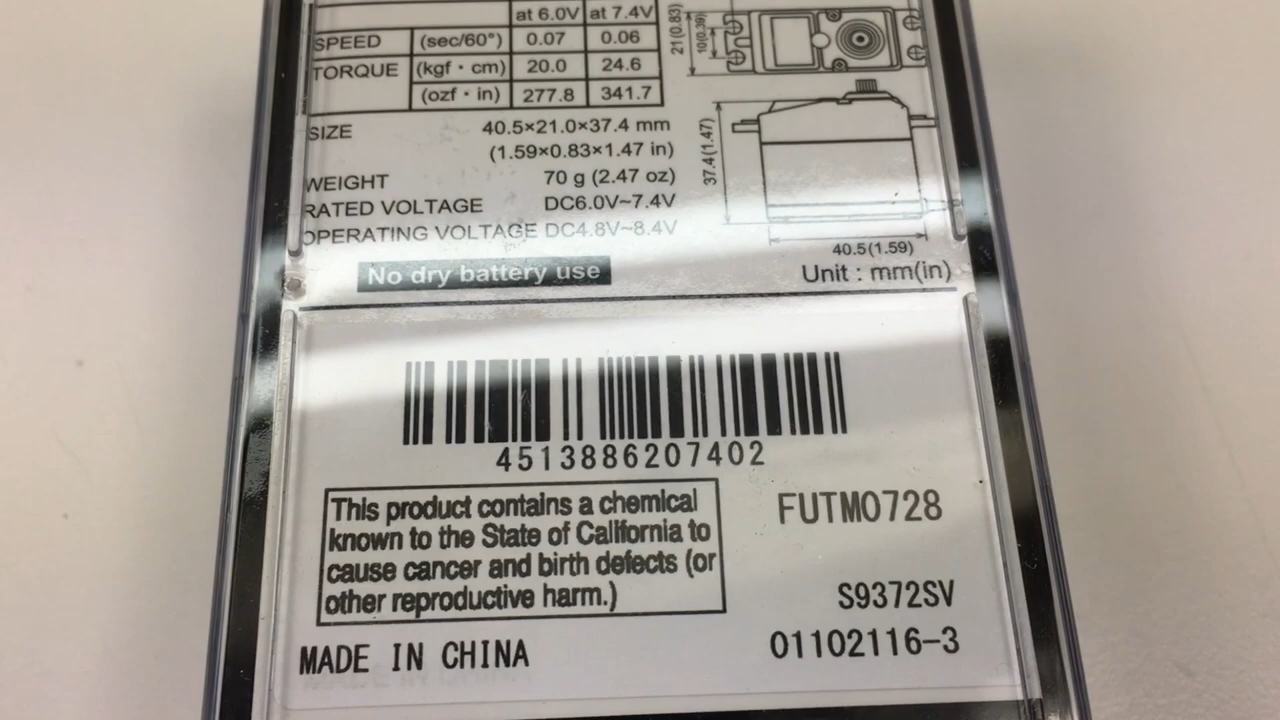 at 6.0V at 7.4V
SPEED (sec/60°) 0.07 0.06
TORQUE (kgf・cm) 20.0 24.6
(ozf・in) 277.8 341.7
SIZE 40.5×21.0×37.4 mm
(1.59×0.83×1.47 in)
WEIGHT 70 g (2.47 oz)
RATED VOLTAGE DC6.0V~7.4V
OPERATING VOLTAGE DC4.8V~8.4V
No dry battery use
21 (0.83)
10(0.39)
37.4(1.47)
40.5(1.59)
Unit : mm(in)
4513886207402
This product contains a chemical
known to the State of California to
cause cancer and birth defects (or
other reproductive harm.)
FUTM0728
S9372SV
MADE IN CHINA
01102116-3